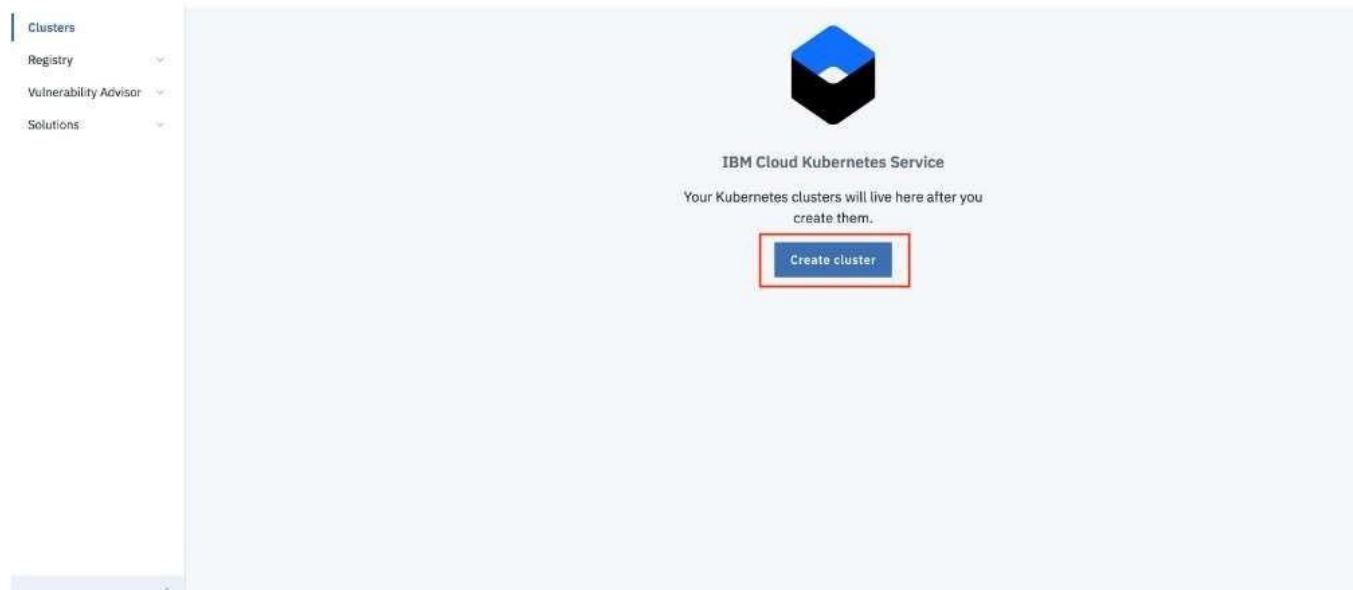 Clusters
Registry
Vulnerability Advisor
Solutions
IBM Cloud Kubernetes Service
Your Kubernetes clusters will live here after you
create them.
Create cluster